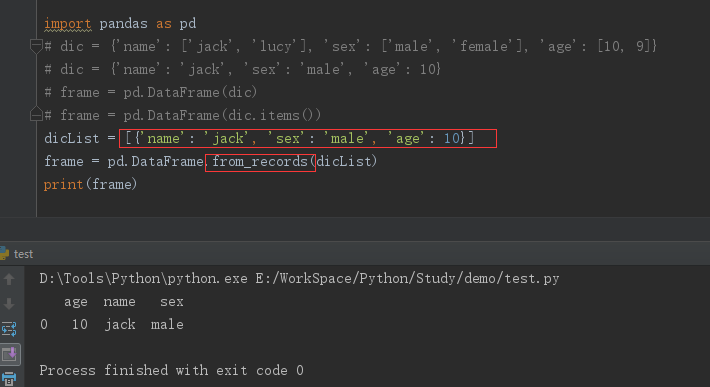 import pandas as pd
# dic = {'name': ['jack', 'lucy'], 'sex': ['male', 'female'], 'age': [10, 9]}
# dic = {'name': 'jack', 'sex': 'male', 'age': 10}
# frame = pd.DataFrame(dic)
# frame = pd.DataFrame(dic.items())
dicList = [{'name': 'jack', 'sex': 'male', 'age': 10}]
frame = pd.DataFrame.from_records(dicList)
print(frame)
test
D:\Tools\Python\python.exe E:/WorkSpace/Python/Study/demo/test.py
age name sex
0 10 jack male
Process finished with exit code 0